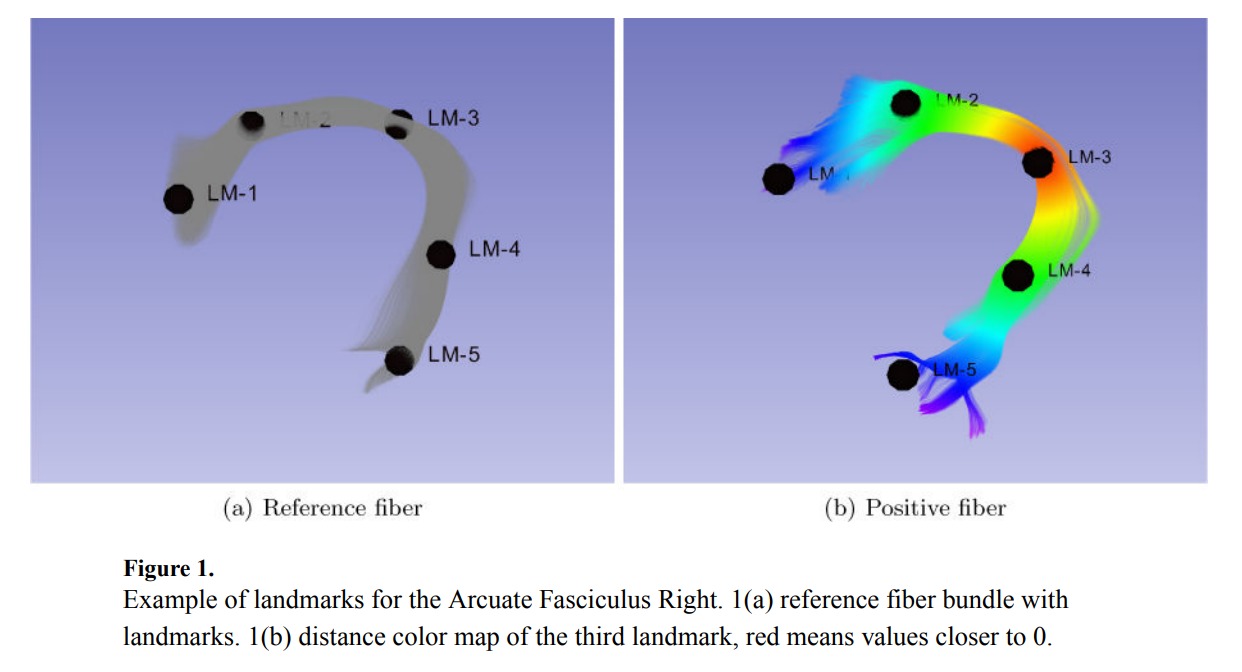 LM-1
LM-2
LM-3
LM-4
LM-5
LM-2
LM-3
LM
LM-4
LM-5
(a) Reference fiber
(b) Positive fiber
Figure 1.
Example of landmarks for the Arcuate Fasciculus Right. 1(a) reference fiber bundle with
landmarks. 1(b) distance color map of the third landmark, red means values closer to 0.